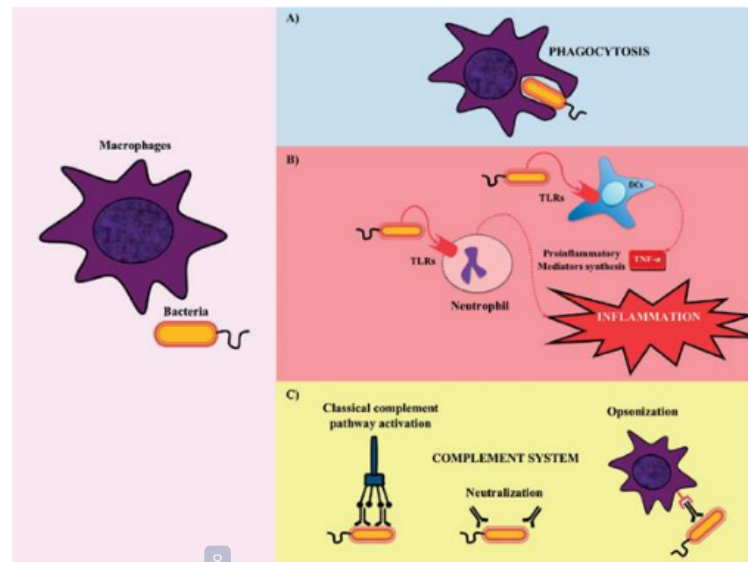 Macrophages
Bacteria
A)
PHAGOCYTOSIS
B)
DCs
TLRs
TLRs
Neutrophil
Proinflammatory
Mediators synthesis
TNF-α
INFLAMMATION
C)
Classical complement
pathway activation
COMPLEMENT SYSTEM
Neutralization
Opsonization